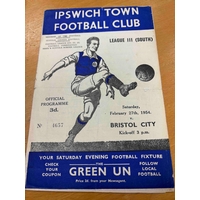 IPSWICH TOWN
FOOTBALL CLUB
LEAGUE III (SOUTH)
OFFICIAL
PROGRAMME
3d.
Saturday,
February 27th, 1954.
v.
BRISTOL CITY
Kick-off 3 p.m.
YOUR SATURDAY EVENING FOOTBALL FIXTURE
CHECK
YOUR
COUPON
THE
GREEN UN
FOLLOW
LOCAL
FOOTBALL